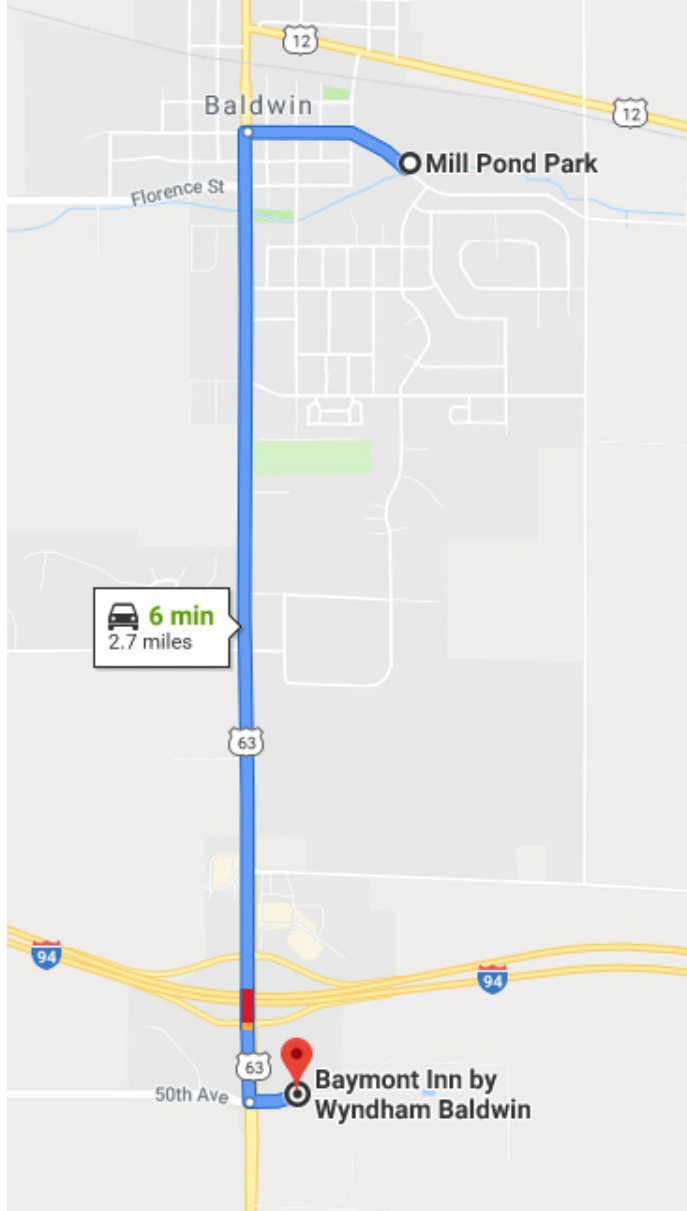 12
Baldwin
12
Mill Pond Park
Florence St
6 min
2.7 miles
63
94
94
63
50th Ave
Baymont Inn by
Wyndham Baldwin